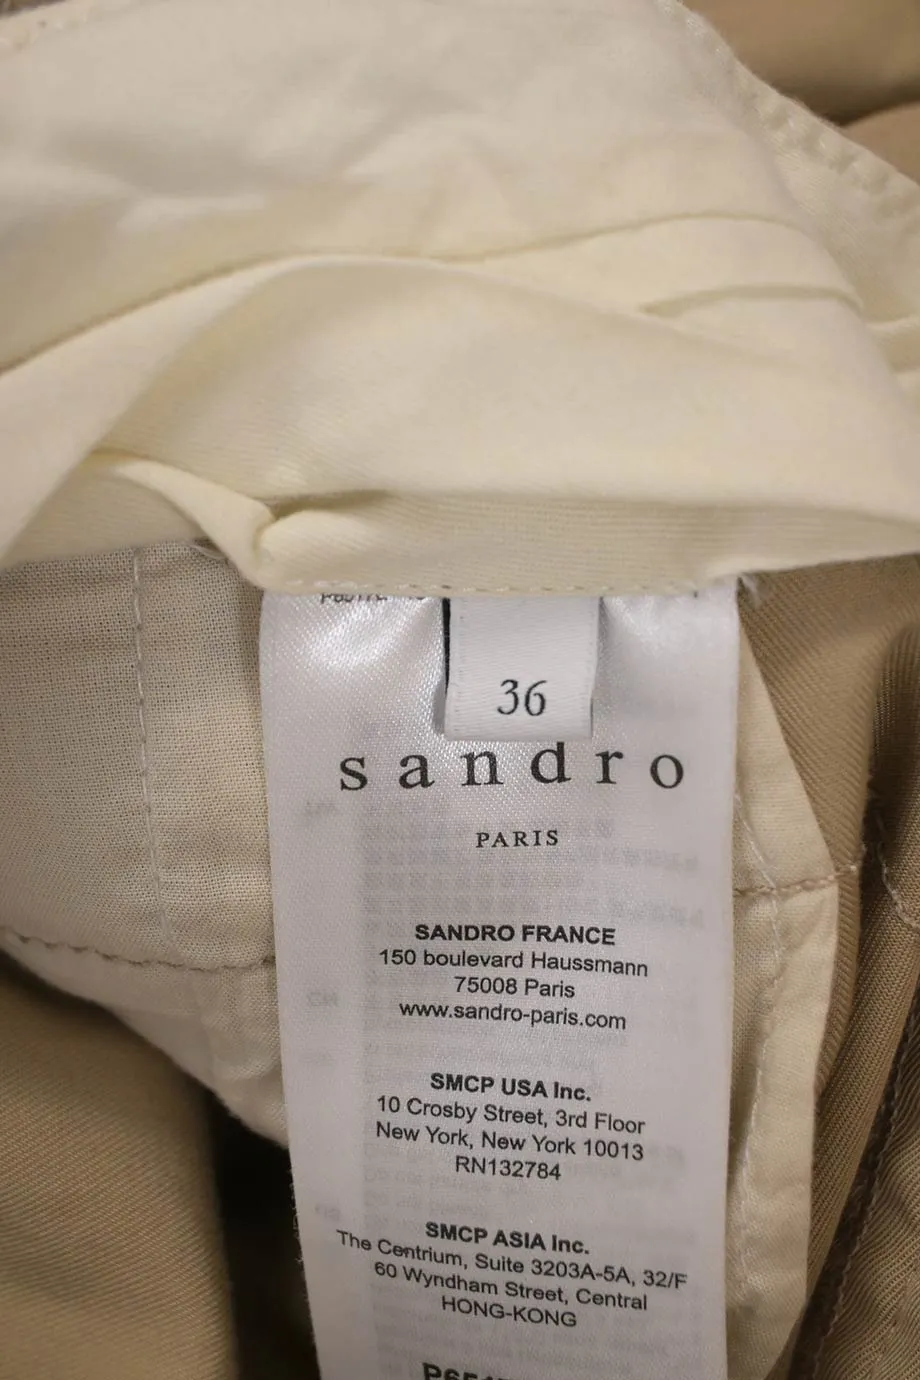 36
sandro
PARIS
SANDRO FRANCE
150 boulevard Haussmann
75008 Paris
www.sandro-paris.com
SMCP USA Inc.
10 Crosby Street, 3rd Floor
New York, New York 10013
RN132784
SMCP ASIA Inc.
The Centrium, Suite 3203A-5A, 32/F
60 Wyndham Street, Central
HONG-KONG